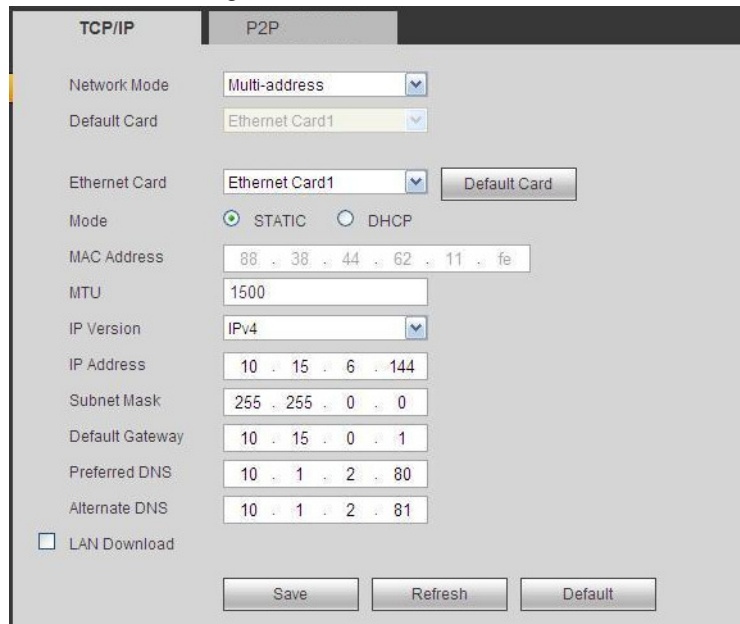 TCP/IP P2P
Network Mode Multi-address
Default Card Ethernet Card1
Ethernet Card Ethernet Card1 Default Card
Mode STATIC DHCP
MAC Address 88 . 38 . 44 . 62 . 11 . fe
MTU 1500
IP Version IPv4
IP Address 10 . 15 . 6 . 144
Subnet Mask 255 . 255 . 0 . 0
Default Gateway 10 . 15 . 0 . 1
Preferred DNS 10 . 1 . 2 . 80
Alternate DNS 10 . 1 . 2 . 81
LAN Download
Save Refresh Default